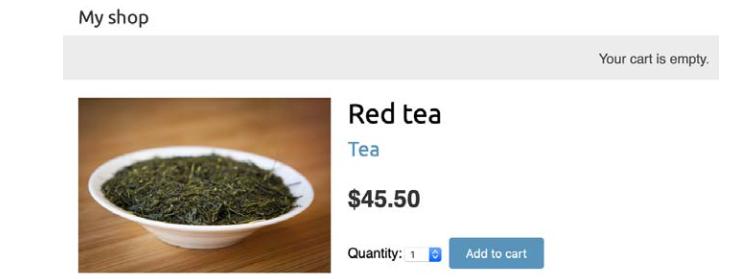 My shop
Your cart is empty.
Red tea
Tea
$45.50
Quantity: 1 Add to cart